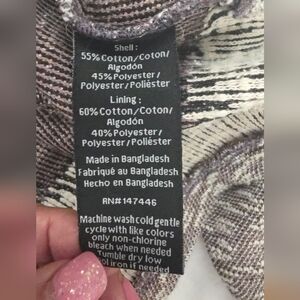 Shell :
55% Cotton/Coton/
Algodón
45% Polyester/
Polyester/Poliéster
Lining :
60% Cotton/Coton/
Algodón
40% Polyester/
Polyester/Poliéster
Made in Bangladesh
Fabriqué au Bangladesh
Hecho en Bangladesh
RN#147446
Machine wash cold gentle
cycle with like colors
only non-chlorine
bleach when needed
tumble dry low
iron if needed